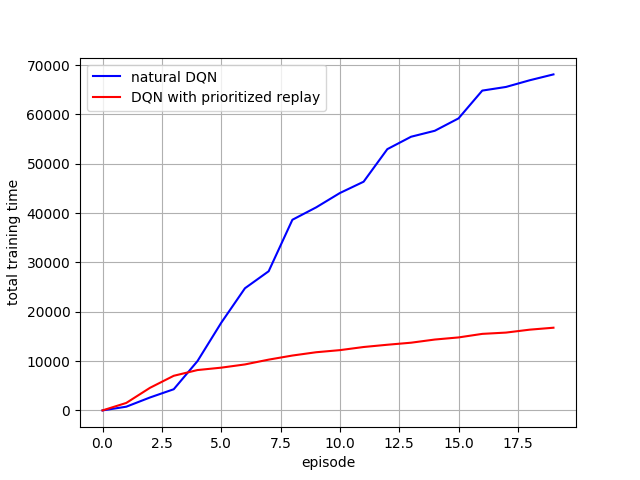 natural DQN
DQN with prioritized replay
total training time
70000
60000
50000
40000
30000
20000
10000
0
0.0 2.5 5.0 7.5 10.0 12.5 15.0 17.5
episode